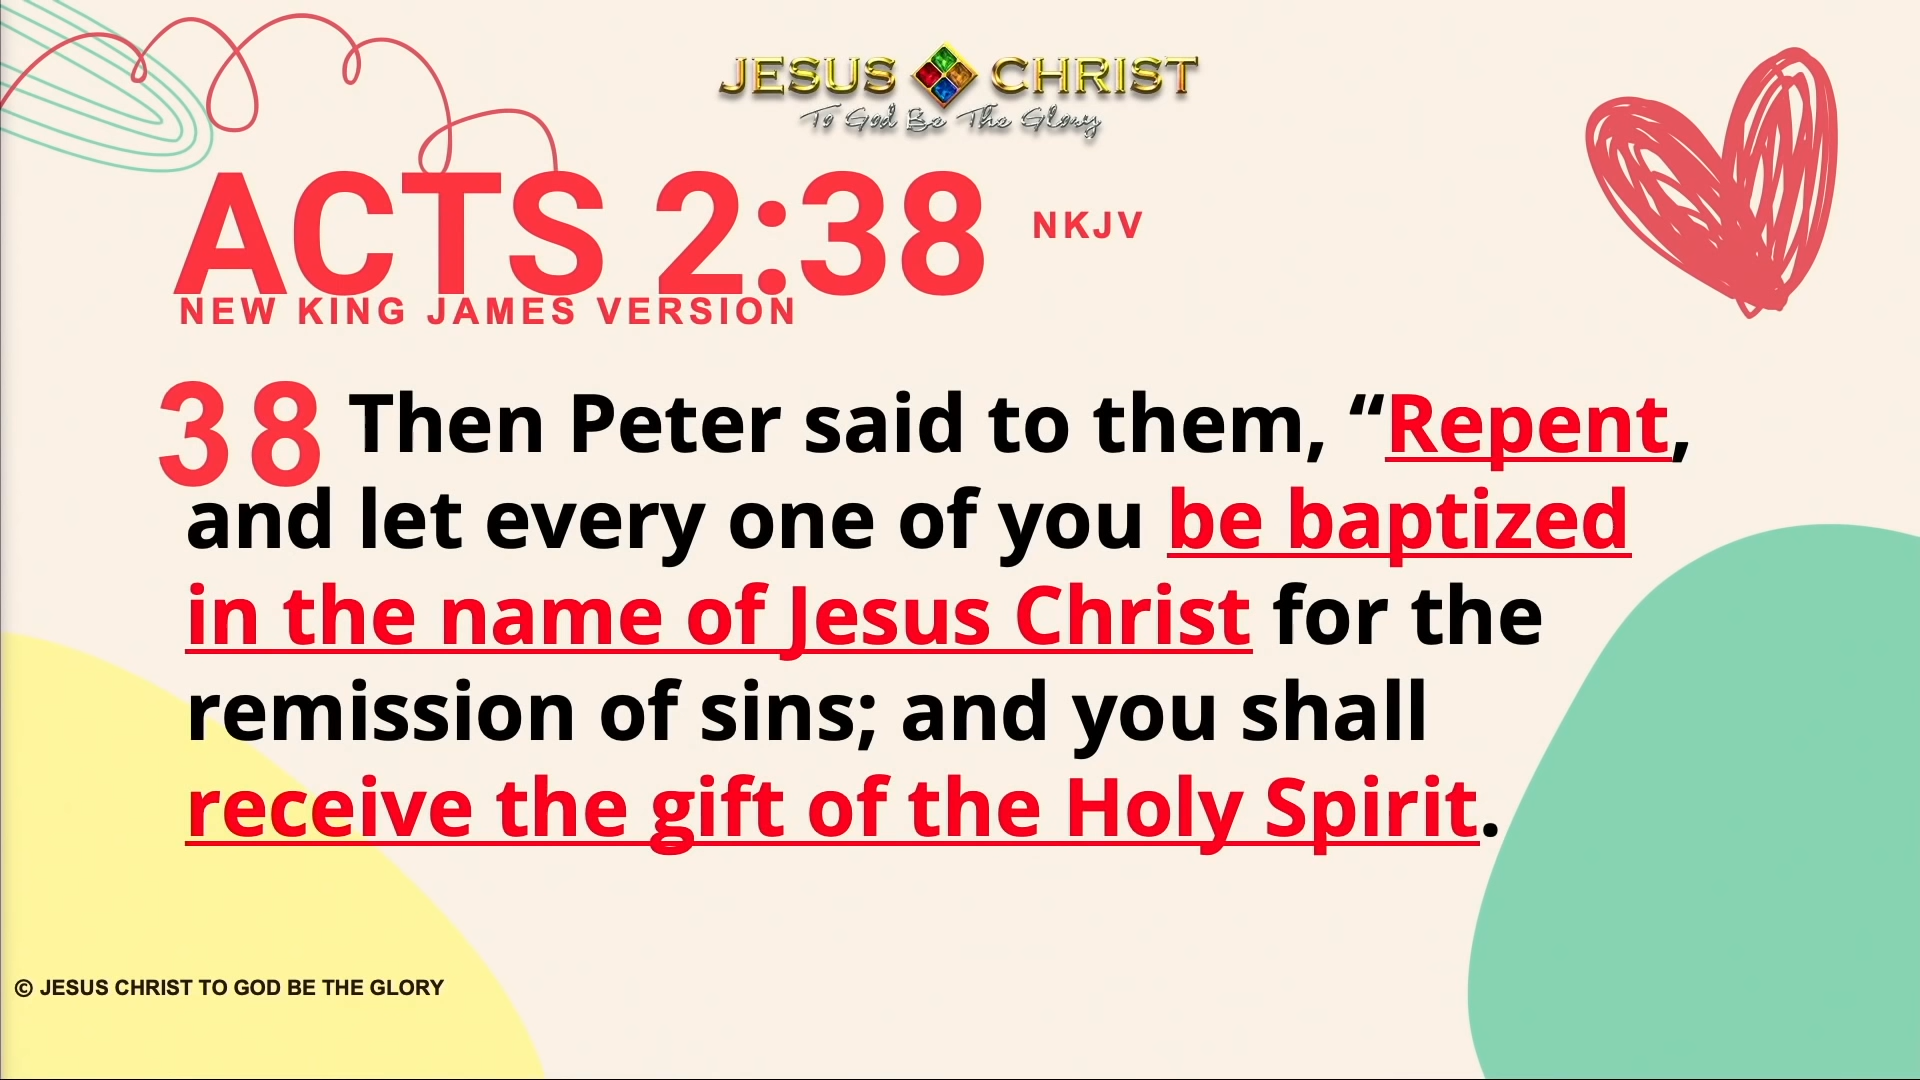 JESUS CHRIST
To God Be The Glory
ACTS 2:38 NKJV
NEW KING JAMES VERSION
38 Then Peter said to them, “Repent,
and let every one of you be baptized
in the name of Jesus Christ for the
remission of sins; and you shall
receive the gift of the Holy Spirit.
© JESUS CHRIST TO GOD BE THE GLORY